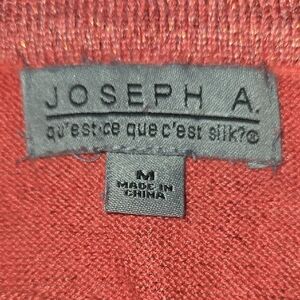 JOSEPH A.
qu'est-ce que c'est silk?®
M
MADE IN
CHINA